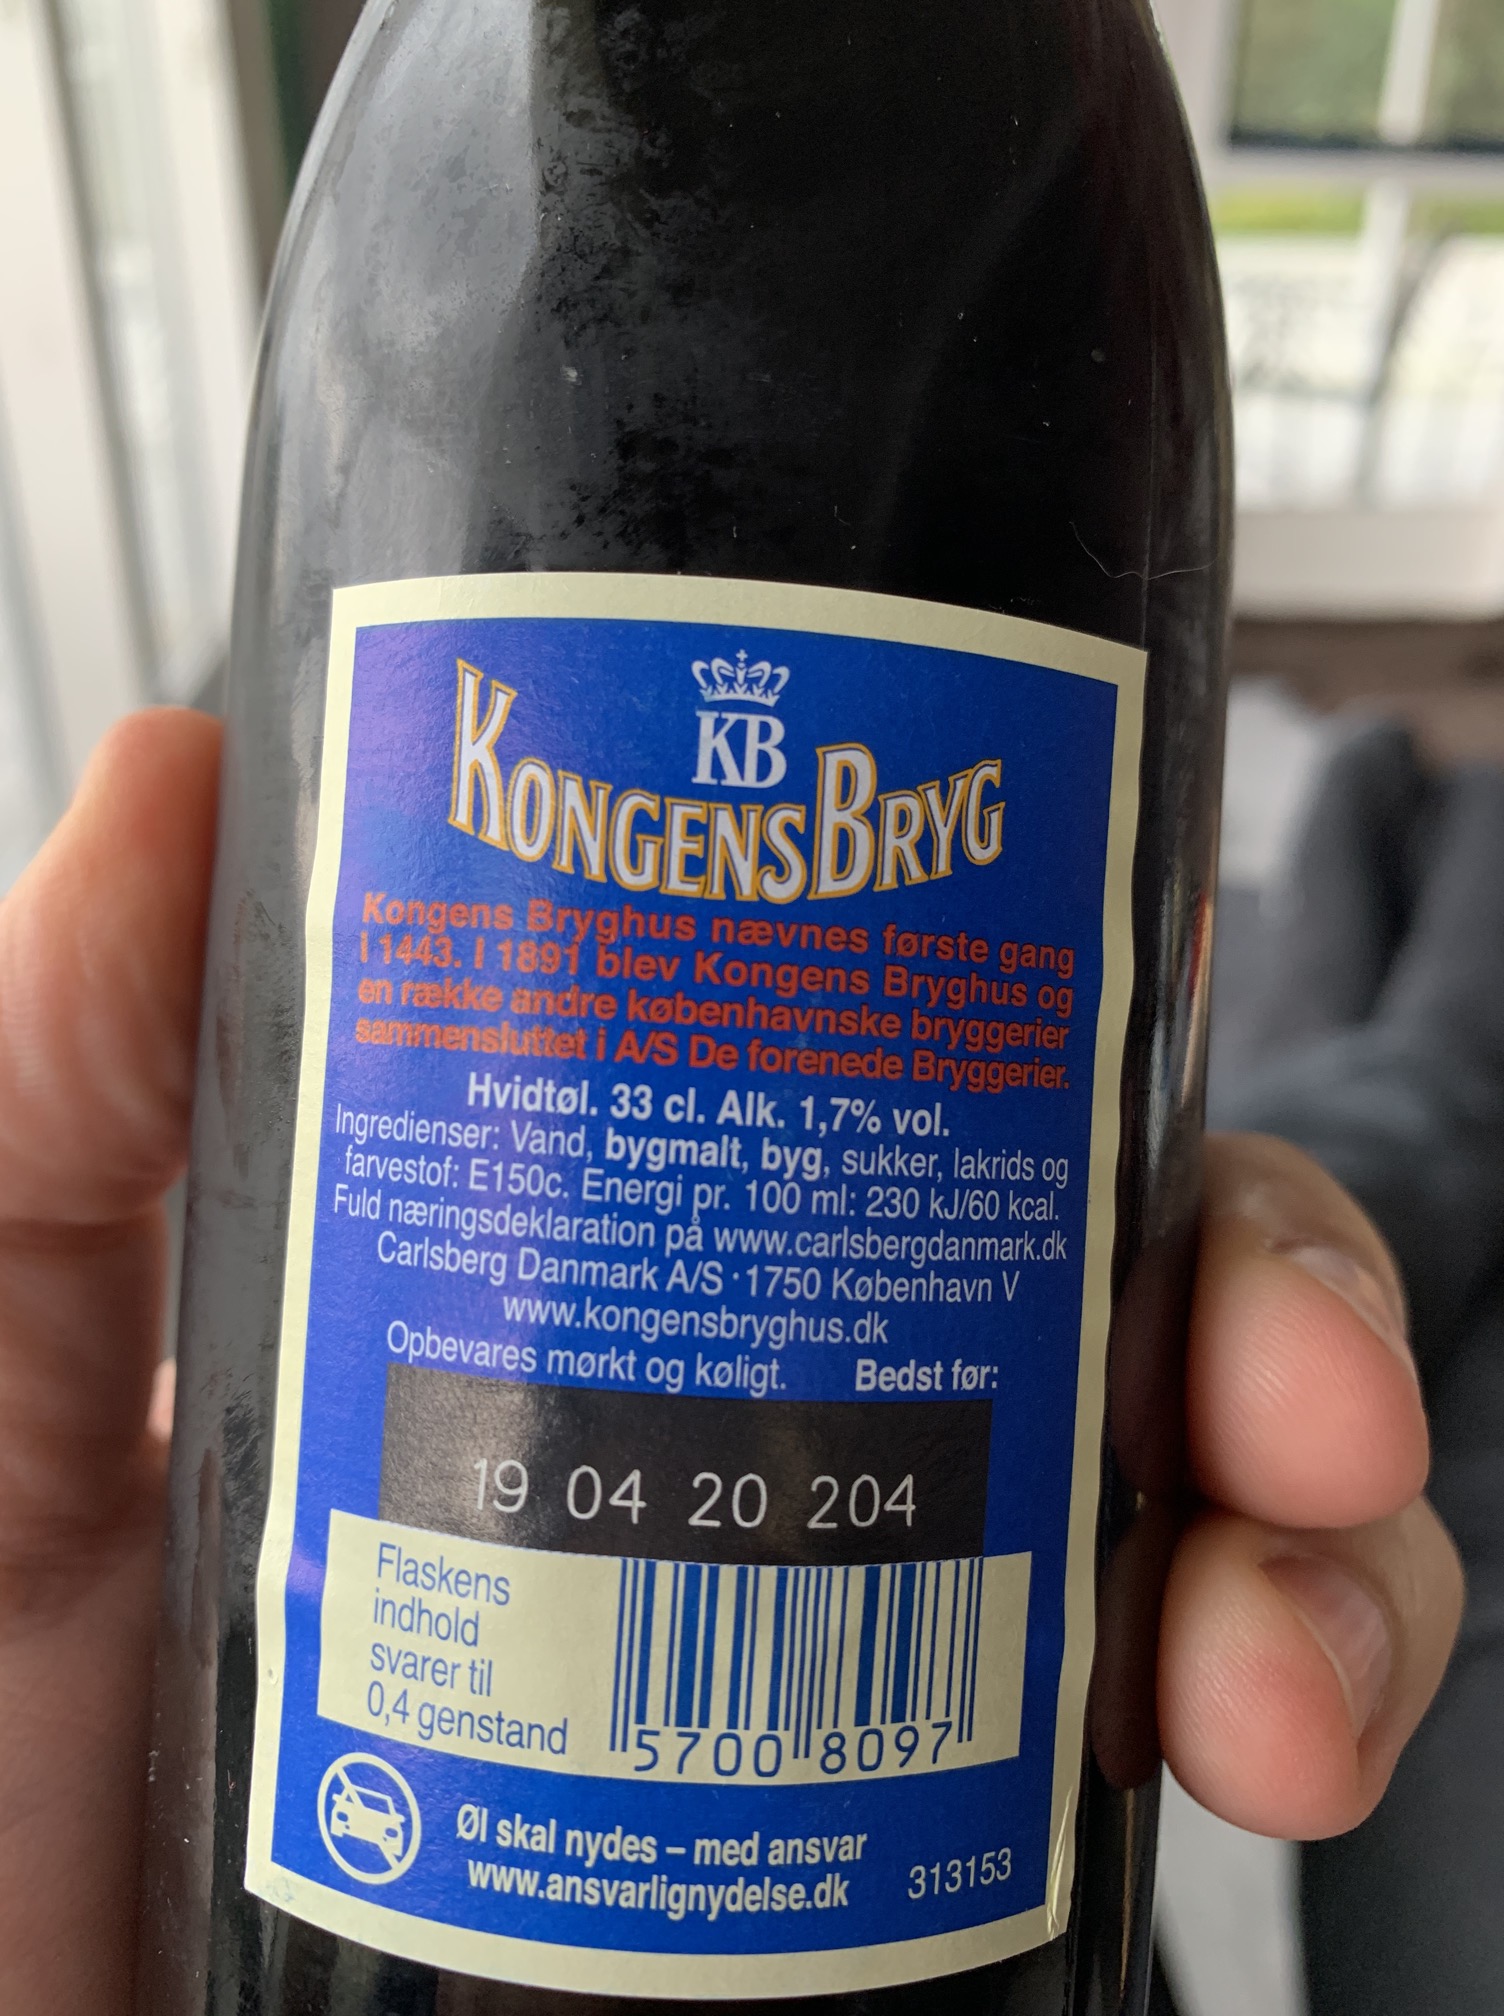 KB
KONGENS BRYG
Kongens Bryghus nævnes første gang
i 1443. I 1891 blev Kongens Bryghus og
en række andre københavnske bryggerier
sammensluttet i A/S De forenede Bryggerier.
Hvidtøl. 33 cl. Alk. 1,7% vol.
Ingredienser: Vand, bygmalt, byg, sukker, lakrids og
farvestof: E150c. Energi pr. 100 ml: 230 kJ/60 kcal.
Fuld næringsdeklaration på www.carlsbergdanmark.dk
Carlsberg Danmark A/S · 1750 København V
www.kongensbryghus.dk
Opbevares mørkt og køligt. Bedst før:
19 04 20 204
Flaskens
indhold
svarer til
0,4 genstand
5700 8097
Øl skal nydes – med ansvar
www.ansvarlignydelse.dk
313153